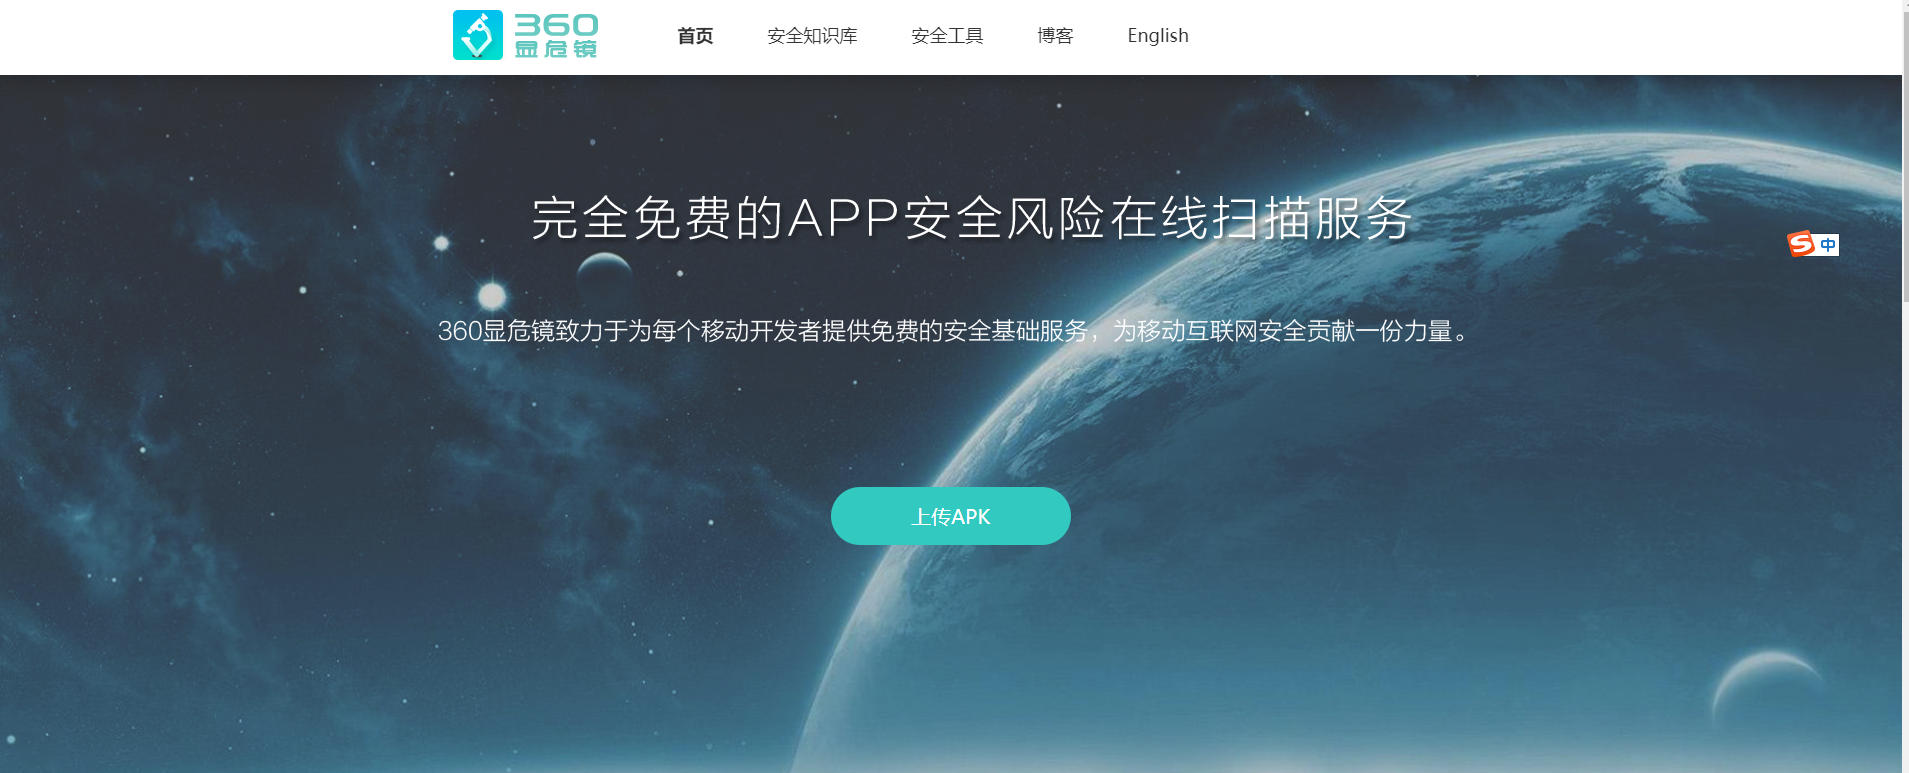 360
显危镜
首页 安全知识库 安全工具 博客 English
完全免费的APP安全风险在线扫描服务
S 中
360显危镜致力于为每个移动开发者提供免费的安全基础服务，为移动互联网安全贡献一份力量。
上传APK